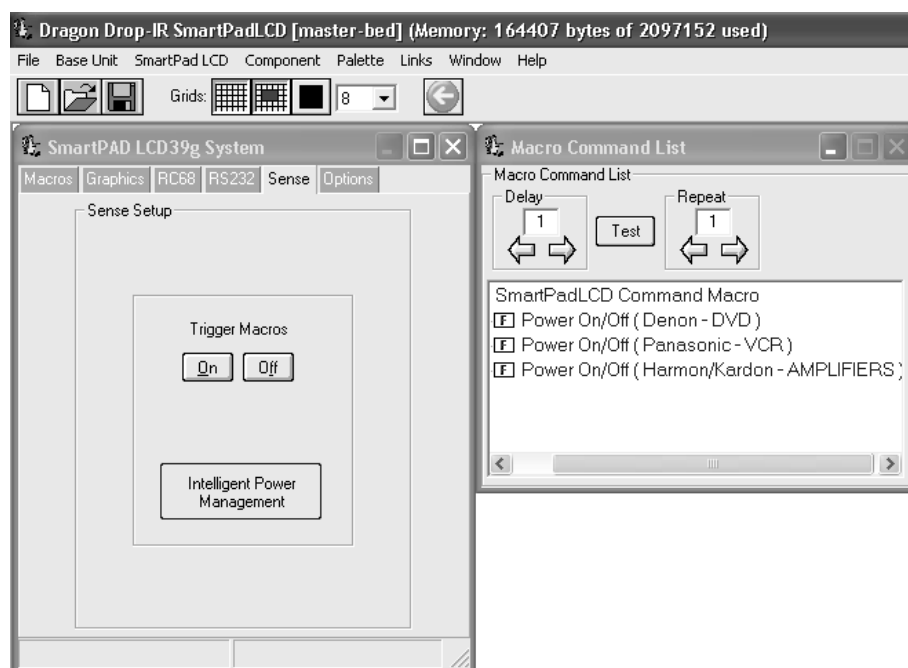 Dragon Drop-IR SmartPadLCD [master-bed] (Memory: 164407 bytes of 2097152 used)
File Base Unit SmartPad LCD Component Palette Links Window Help
Grids: 8
SmartPAD LCD39g System
Macros Graphics RC68 RS232 Sense Options
Sense Setup
Trigger Macros
On Off
Intelligent Power
Management
Macro Command List
Macro Command List
Delay Repeat
1 Test 1
SmartPadLCD Command Macro
F Power On/Off ( Denon - DVD )
F Power On/Off ( Panasonic - VCR )
F Power On/Off ( Harmon/Kardon - AMPLIFIERS )